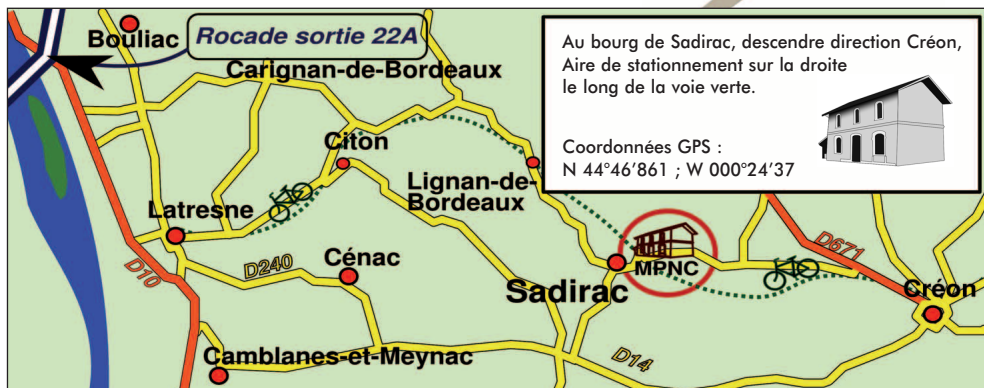 Bouliac
Rocade sortie 22A
Carignan-de-Bordeaux
Au bourg de Sadirac, descendre direction Créon,
Aire de stationnement sur la droite
le long de la voie verte.
Coordonnées GPS :
N 44°46’861 ; W 000°24’37
Citon
Lignan-de-
Bordeaux
Latresne
D10
D240
Cénac
MPNC
Sadirac
D671
Créon
Camblanes-et-Meynac
D14